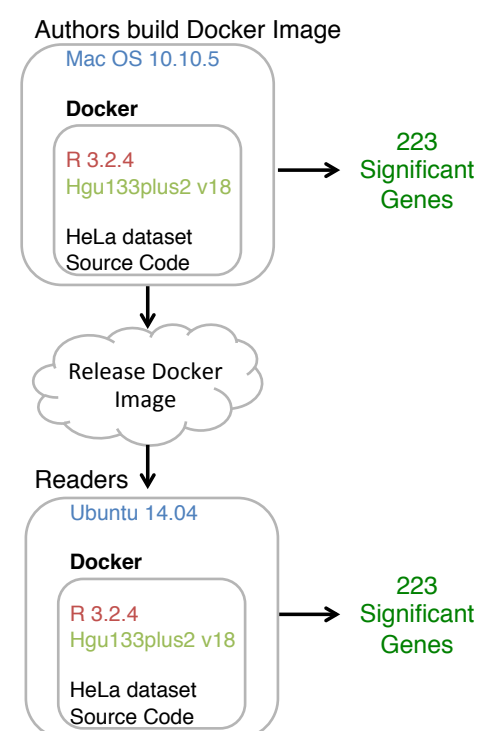 Authors build Docker Image
Mac OS 10.10.5
Docker
R 3.2.4
Hgu133plus2 v18
HeLa dataset
Source Code
223
Significant
Genes
Release Docker
Image
Readers
Ubuntu 14.04
Docker
R 3.2.4
Hgu133plus2 v18
HeLa dataset
Source Code
223
Significant
Genes